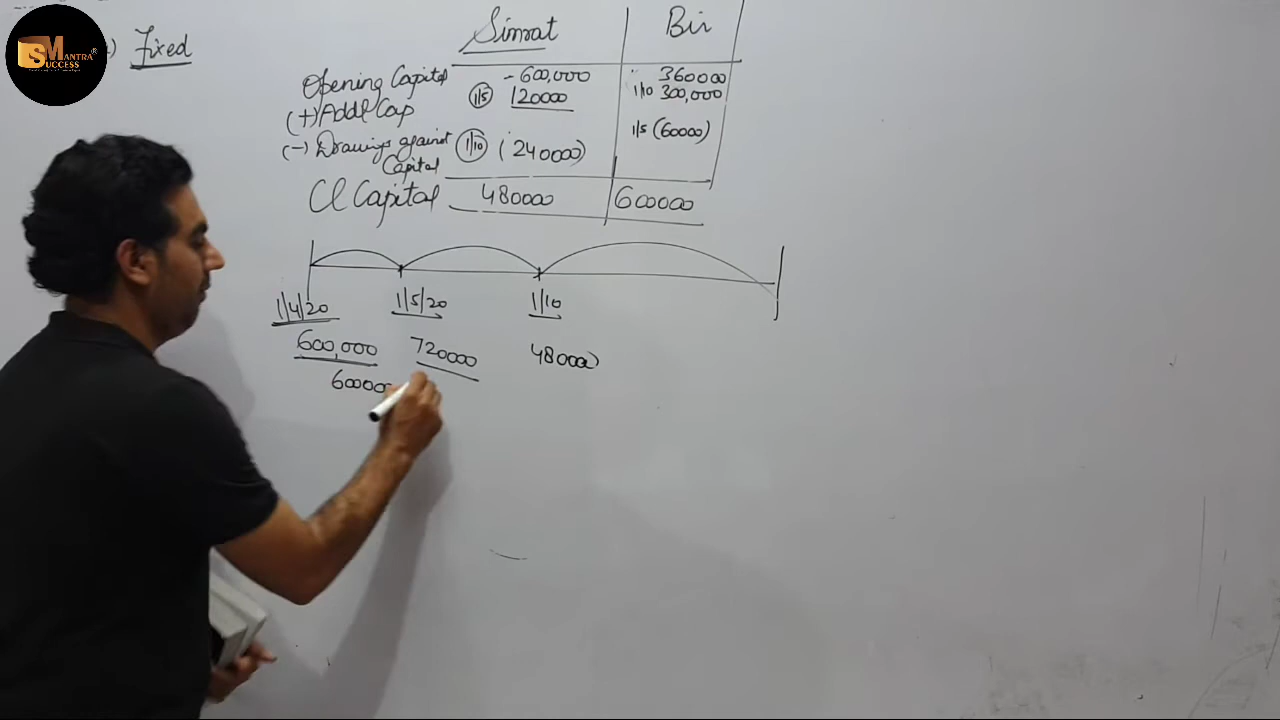 SMANTRA®
SUCCESS
) Fixed
Simrat Bir
Opening Capital - 600,000 360000
(+) Addl Cap 1/5 120000 1/10 300,000
1/5 (60000)
(-) Drawings against 1/10 (240000)
Capital
Cl Capital 480000 600000
1/4/20 1/5/20 1/10
600,000 720000 480000
600000